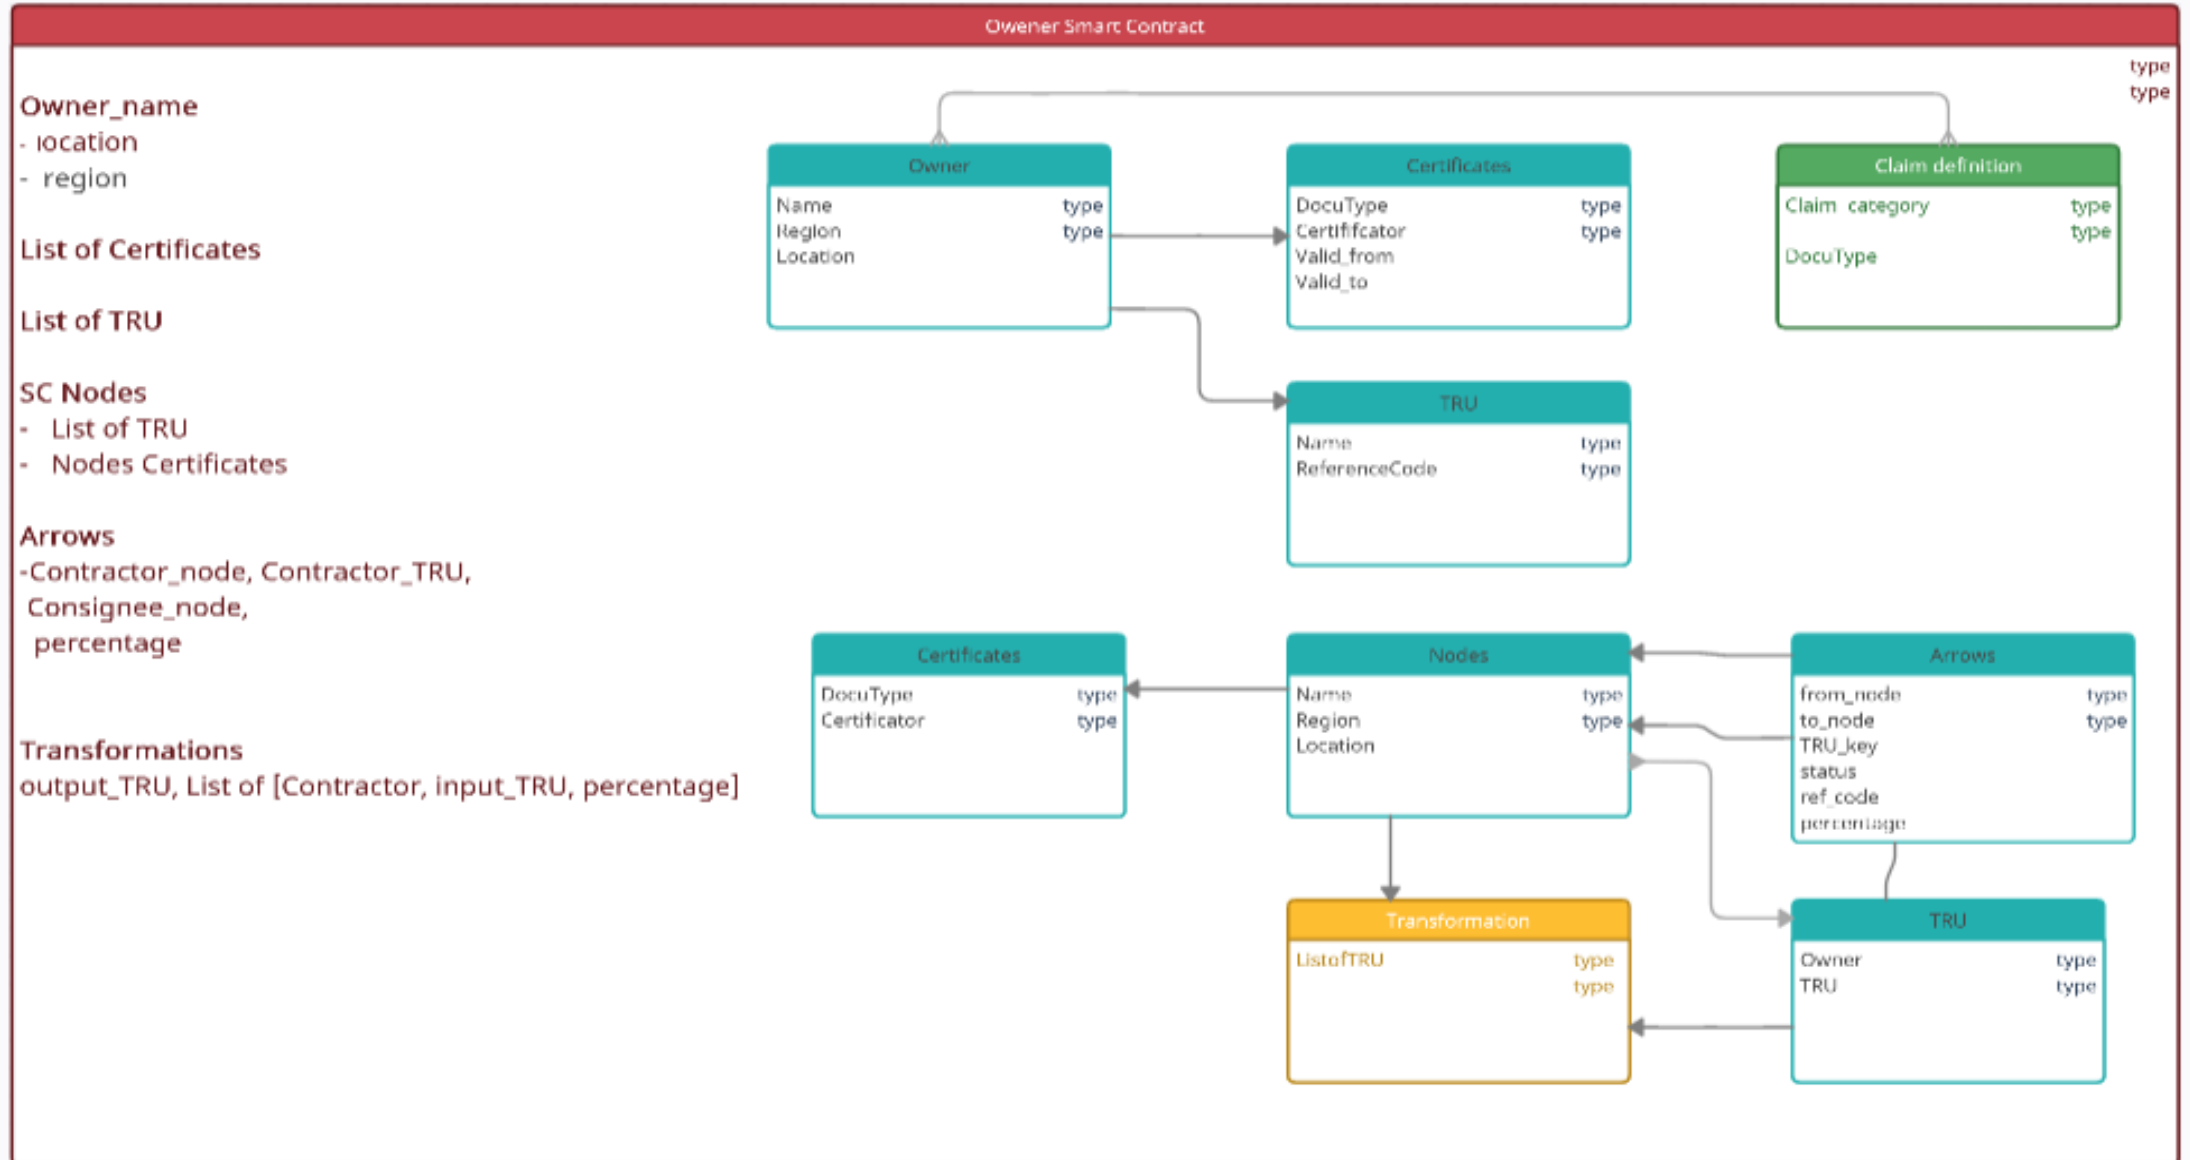 Owener Smart Contract
type
type
Owner_name
- location
- region
List of Certificates
List of TRU
SC Nodes
- List of TRU
- Nodes Certificates
Arrows
-Contractor_node, Contractor_TRU,
Consignee_node,
percentage
Transformations
output_TRU, List of [Contractor, input_TRU, percentage]
Owner
Name type
Region type
Location
Certificates
DocuType type
Certififcator type
Valid_from
Valid_to
Claim definition
Claim category type
type
DocuType
TRU
Name type
ReferenceCode type
Certificates
DocuType type
Certificator type
Nodes
Name type
Region type
Location
Arrows
from_node type
to_node type
TRU_key
status
ref_code
percentage
Transformation
ListofTRU type
type
TRU
Owner type
TRU type